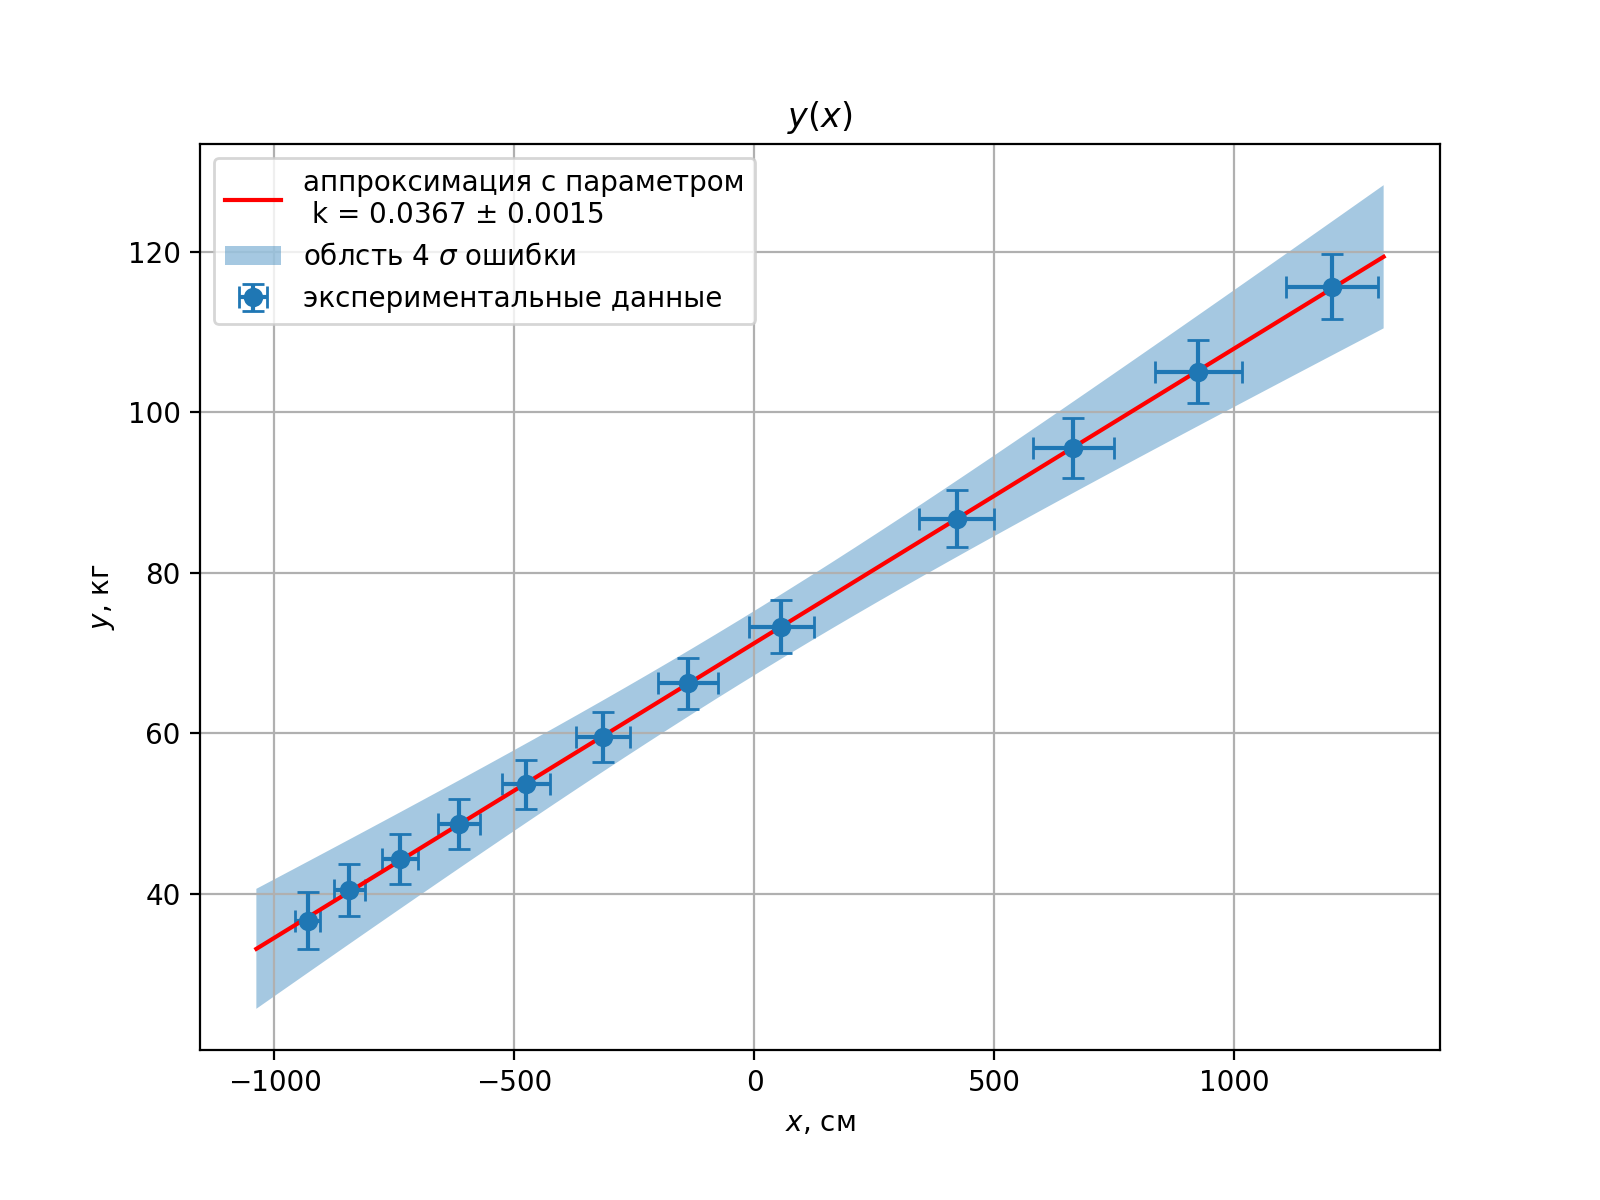 y(x)
аппроксимация с параметром
k = 0.0367 ± 0.0015
облсть 4 σ ошибки
экспериментальные данные
120
100
80
60
40
y, кг
−1000 −500 0 500 1000
x, см